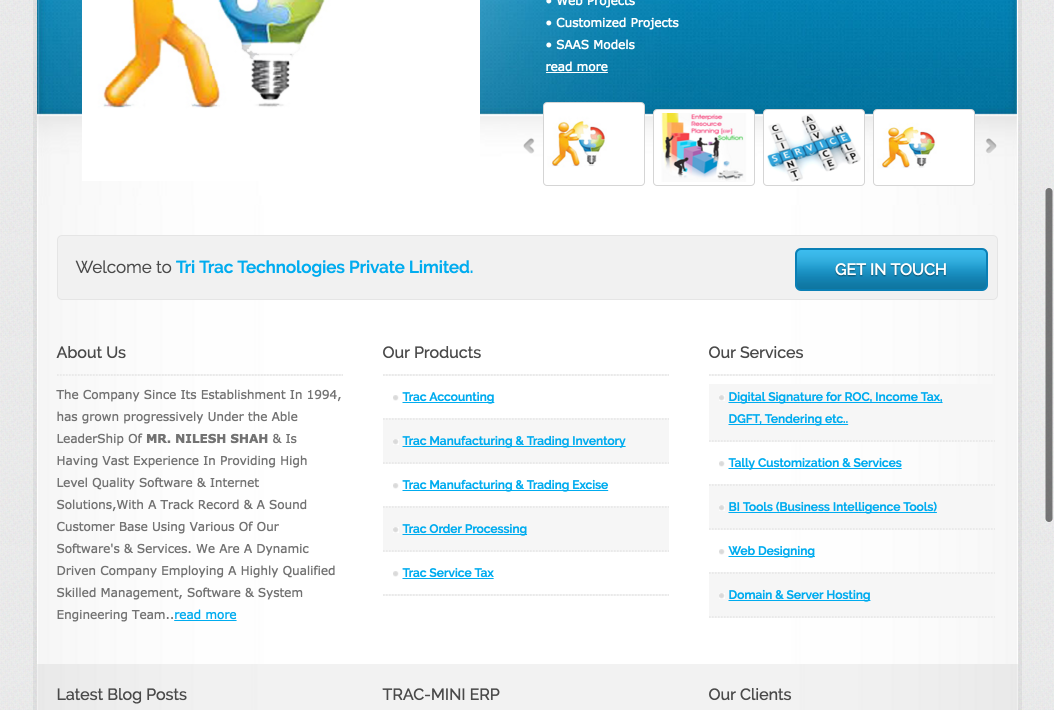 • Web Projects
• Customized Projects
• SAAS Models
read more
Enterprise
Resource
Planning [ERP]
Solution
CLIENT
SERVICE
ADVICE
HELP
Welcome to Tri Trac Technologies Private Limited.
GET IN TOUCH
About Us
The Company Since Its Establishment In 1994,
has grown progressively Under the Able
LeaderShip Of MR. NILESH SHAH & Is
Having Vast Experience In Providing High
Level Quality Software & Internet
Solutions,With A Track Record & A Sound
Customer Base Using Various Of Our
Software's & Services. We Are A Dynamic
Driven Company Employing A Highly Qualified
Skilled Management, Software & System
Engineering Team..read more
Our Products
Trac Accounting
Trac Manufacturing & Trading Inventory
Trac Manufacturing & Trading Excise
Trac Order Processing
Trac Service Tax
Our Services
Digital Signature for ROC, Income Tax,
DGFT, Tendering etc..
Tally Customization & Services
BI Tools (Business Intelligence Tools)
Web Designing
Domain & Server Hosting
Latest Blog Posts
TRAC-MINI ERP
Our Clients